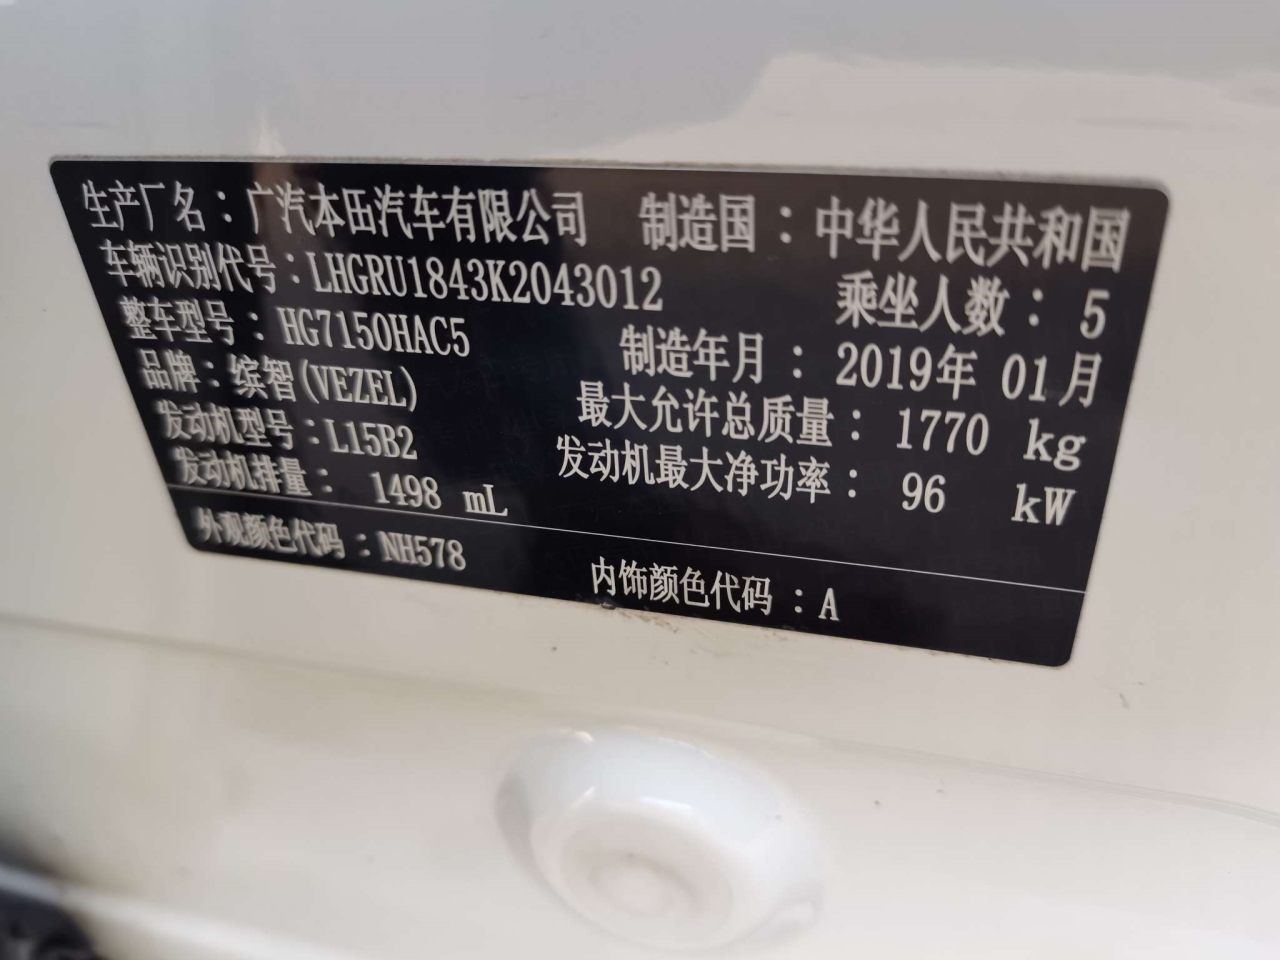 生产厂名：广汽本田汽车有限公司 制造国：中华人民共和国
车辆识别代号：LHGRU1843K2043012 乘坐人数：5
整车型号：HG7150HAC5 制造年月：2019年 01月
品牌：缤智(VEZEL) 最大允许总质量：1770 kg
发动机型号：L15B2 发动机最大净功率：96 kW
发动机排量：1498 mL
外观颜色代码：NH578 内饰颜色代码：A